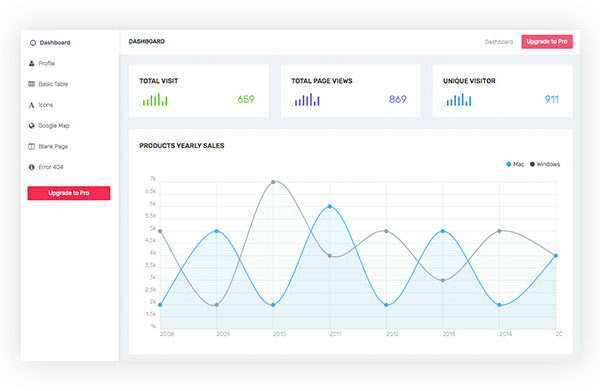 Dashboard
DASHBOARD
Dashboard
Upgrade to Pro
Profile
Basic Table
Icons
Google Map
Blank Page
Error 404
Upgrade to Pro
TOTAL VISIT
659
TOTAL PAGE VIEWS
869
UNIQUE VISITOR
911
PRODUCTS YEARLY SALES
Mac
Windows
7k
6.5k
6k
5.5k
5k
4.5k
4k
3.5k
3k
2.5k
2k
1.5k
1k
2008 2009 2010 2011 2012 2013 2014 20